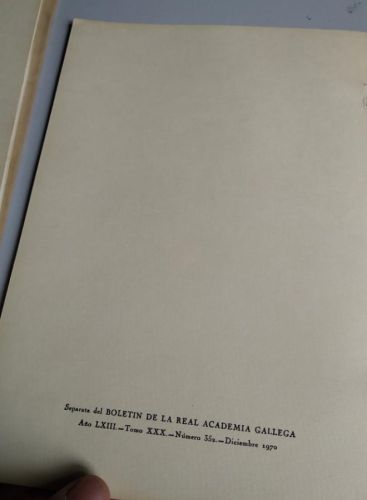 Separata del BOLETIN DE LA REAL ACADEMIA GALLEGA
Año LXIII.—Tomo XXX.—Número 352.—Diciembre 1970